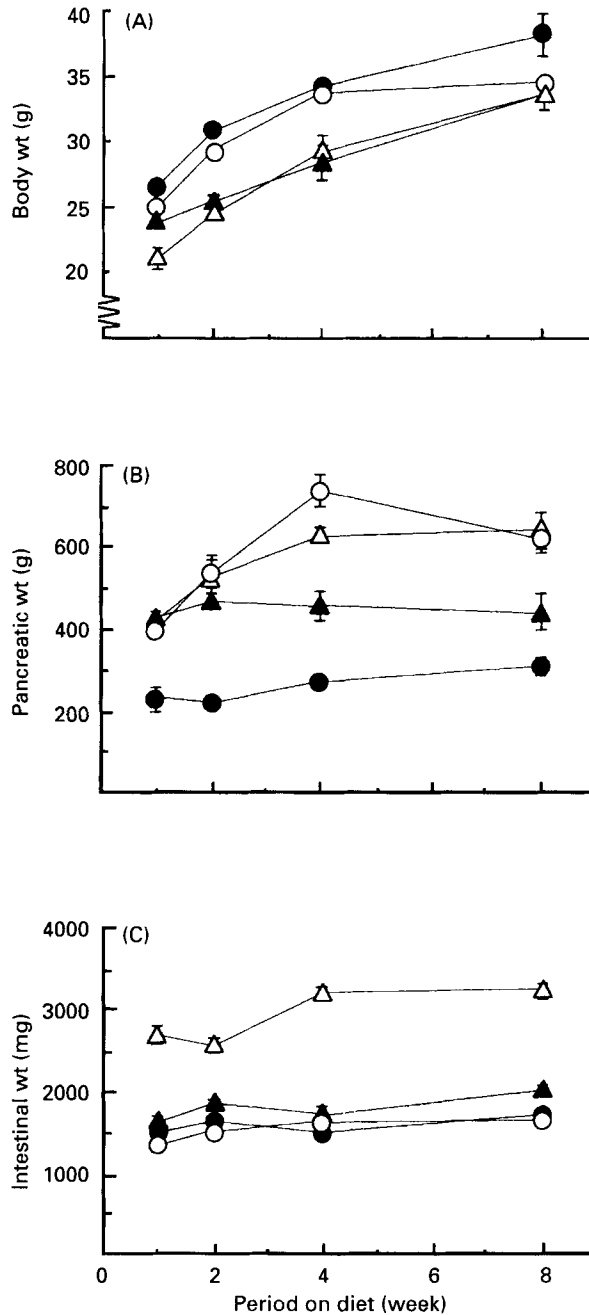 (A)
40
35
30
25
20
Body wt (g)
(B)
800
600
400
200
Pancreatic wt (g)
(C)
4000
3000
2000
1000
Intestinal wt (mg)
0 2 4 6 8
Period on diet (week)